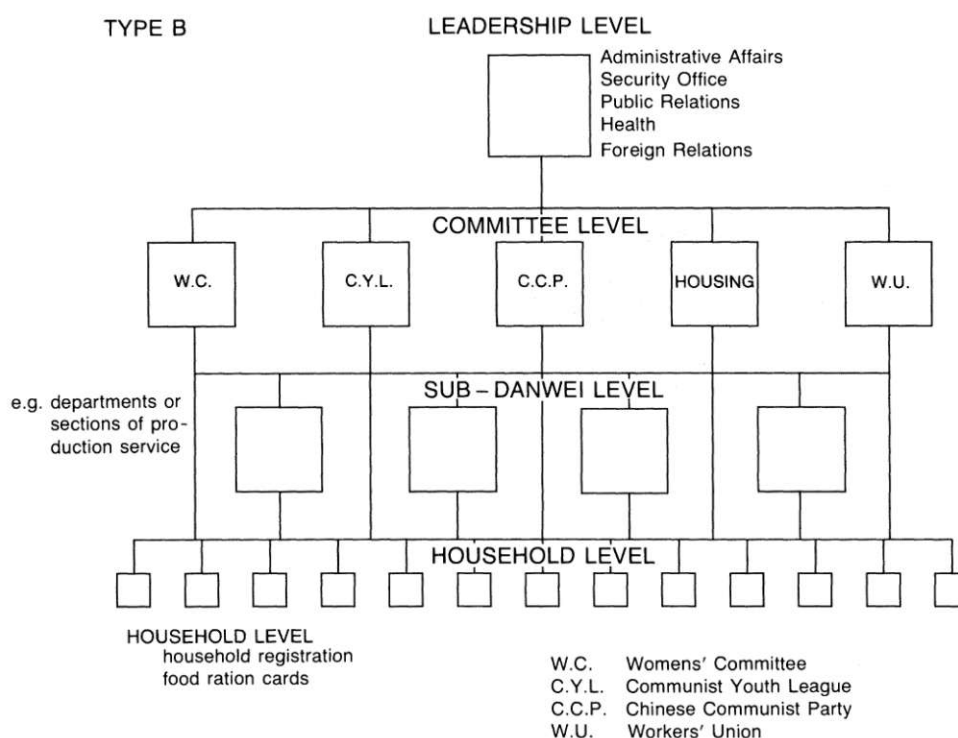 TYPE B
LEADERSHIP LEVEL
Administrative Affairs
Security Office
Public Relations
Health
Foreign Relations
COMMITTEE LEVEL
W.C.
C.Y.L.
C.C.P.
HOUSING
W.U.
SUB – DANWEI LEVEL
e.g. departments or
sections of pro-
duction service
HOUSEHOLD LEVEL
HOUSEHOLD LEVEL
household registration
food ration cards
W.C. Womens' Committee
C.Y.L. Communist Youth League
C.C.P. Chinese Communist Party
W.U. Workers' Union